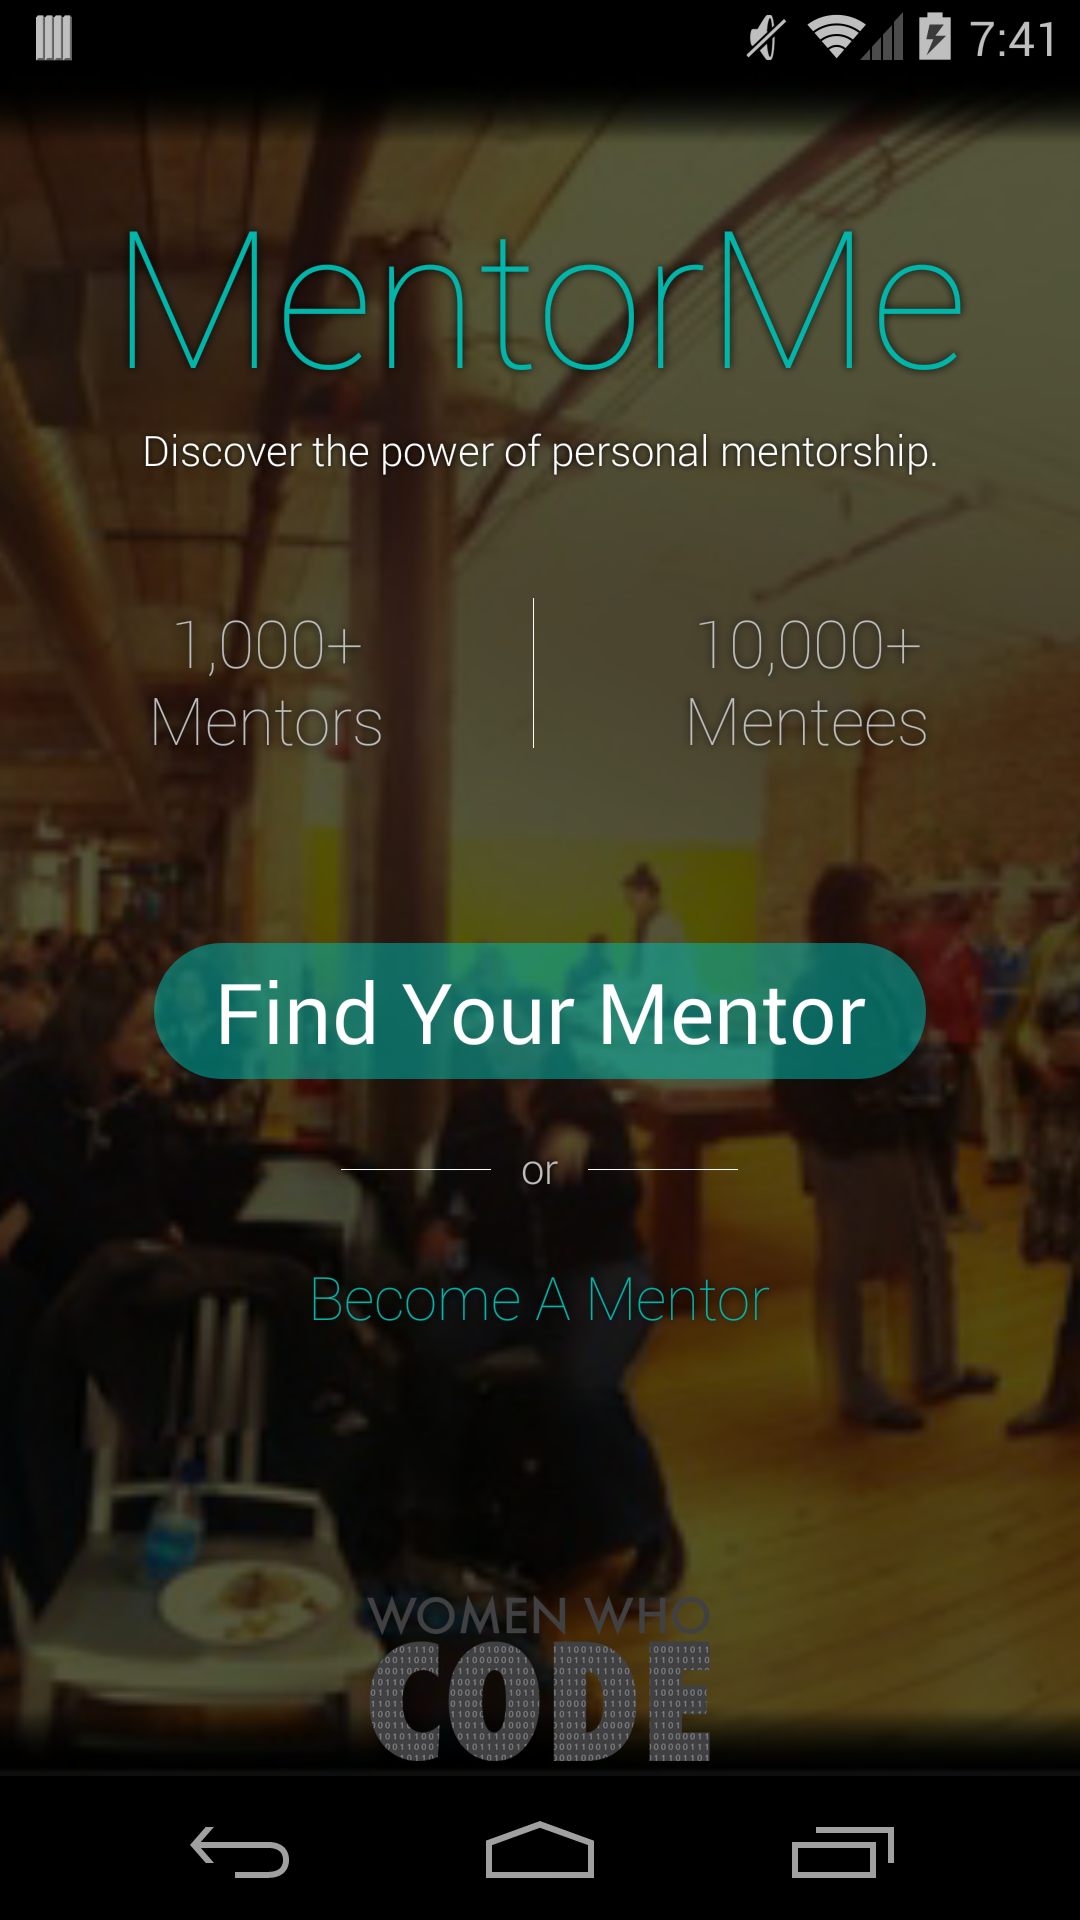 7:41
MentorMe
Discover the power of personal mentorship.
1,000+
Mentors
10,000+
Mentees
Find Your Mentor
or
Become A Mentor
WOMEN WHO
CODE